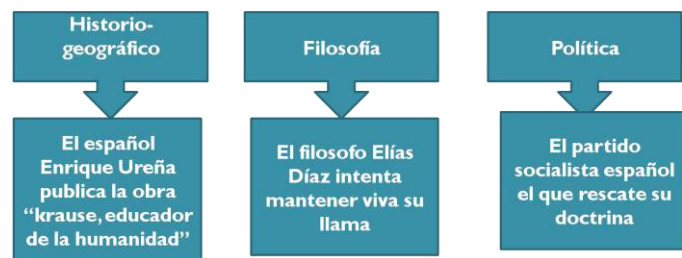 Historio-
geográfico
El español
Enrique Ureña
publica la obra
“krause, educador
de la humanidad”
Filosofía
El filosofo Elías
Díaz intenta
mantener viva su
llama
Política
El partido
socialista español
el que rescate su
doctrina